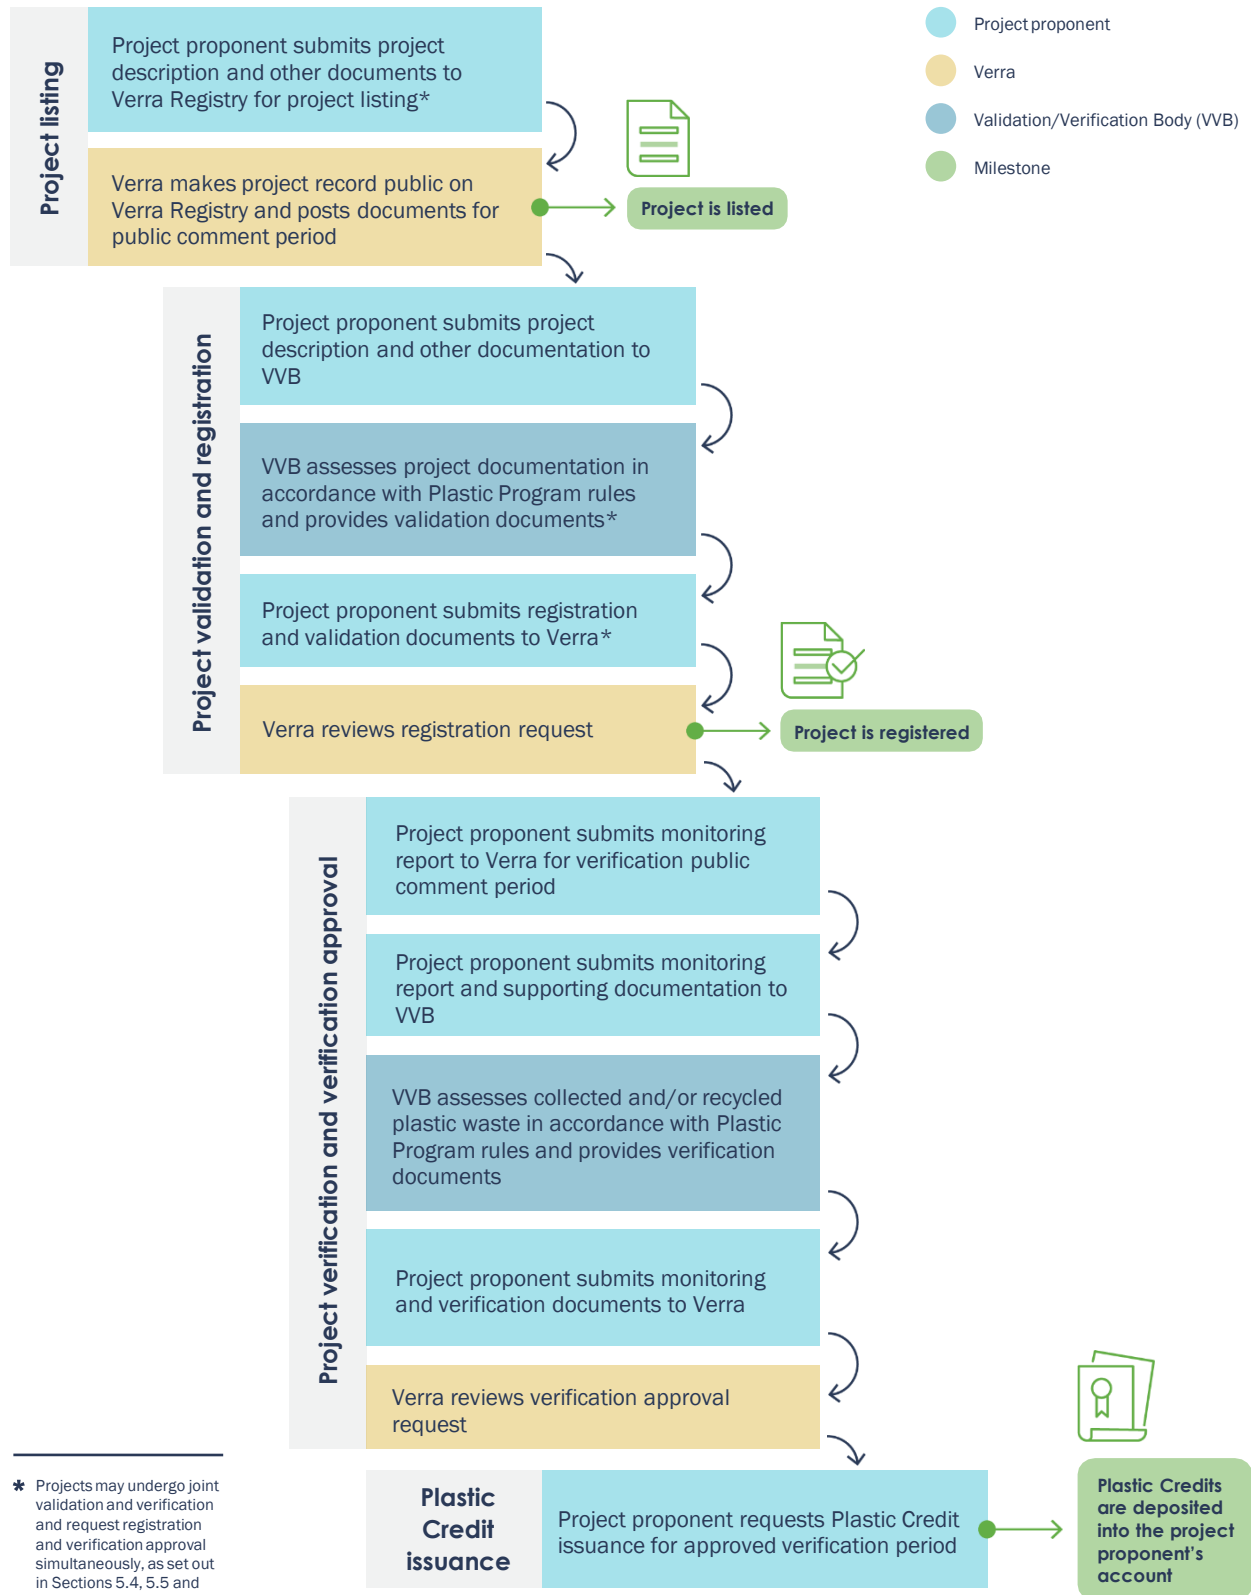 Project listing
Project proponent submits project
description and other documents to
Verra Registry for project listing*
Verra makes project record public on
Verra Registry and posts documents for
public comment period
Project is listed
Project proponent
Verra
Validation/Verification Body (VVB)
Milestone
Project validation and registration
Project proponent submits project
description and other documentation to
VVB
VVB assesses project documentation in
accordance with Plastic Program rules
and provides validation documents*
Project proponent submits registration
and validation documents to Verra*
Verra reviews registration request
Project is registered
Project verification and verification approval
Project proponent submits monitoring
report to Verra for verification public
comment period
Project proponent submits monitoring
report and supporting documentation to
VVB
VVB assesses collected and/or recycled
plastic waste in accordance with Plastic
Program rules and provides verification
documents
Project proponent submits monitoring
and verification documents to Verra
Verra reviews verification approval
request
Plastic
Credit
issuance
Project proponent requests Plastic Credit
issuance for approved verification period
Plastic Credits
are deposited
into the project
proponent's
account
* Projects may undergo joint
validation and verification
and request registration
and verification approval
simultaneously, as set out
in Sections 5.4, 5.5 and